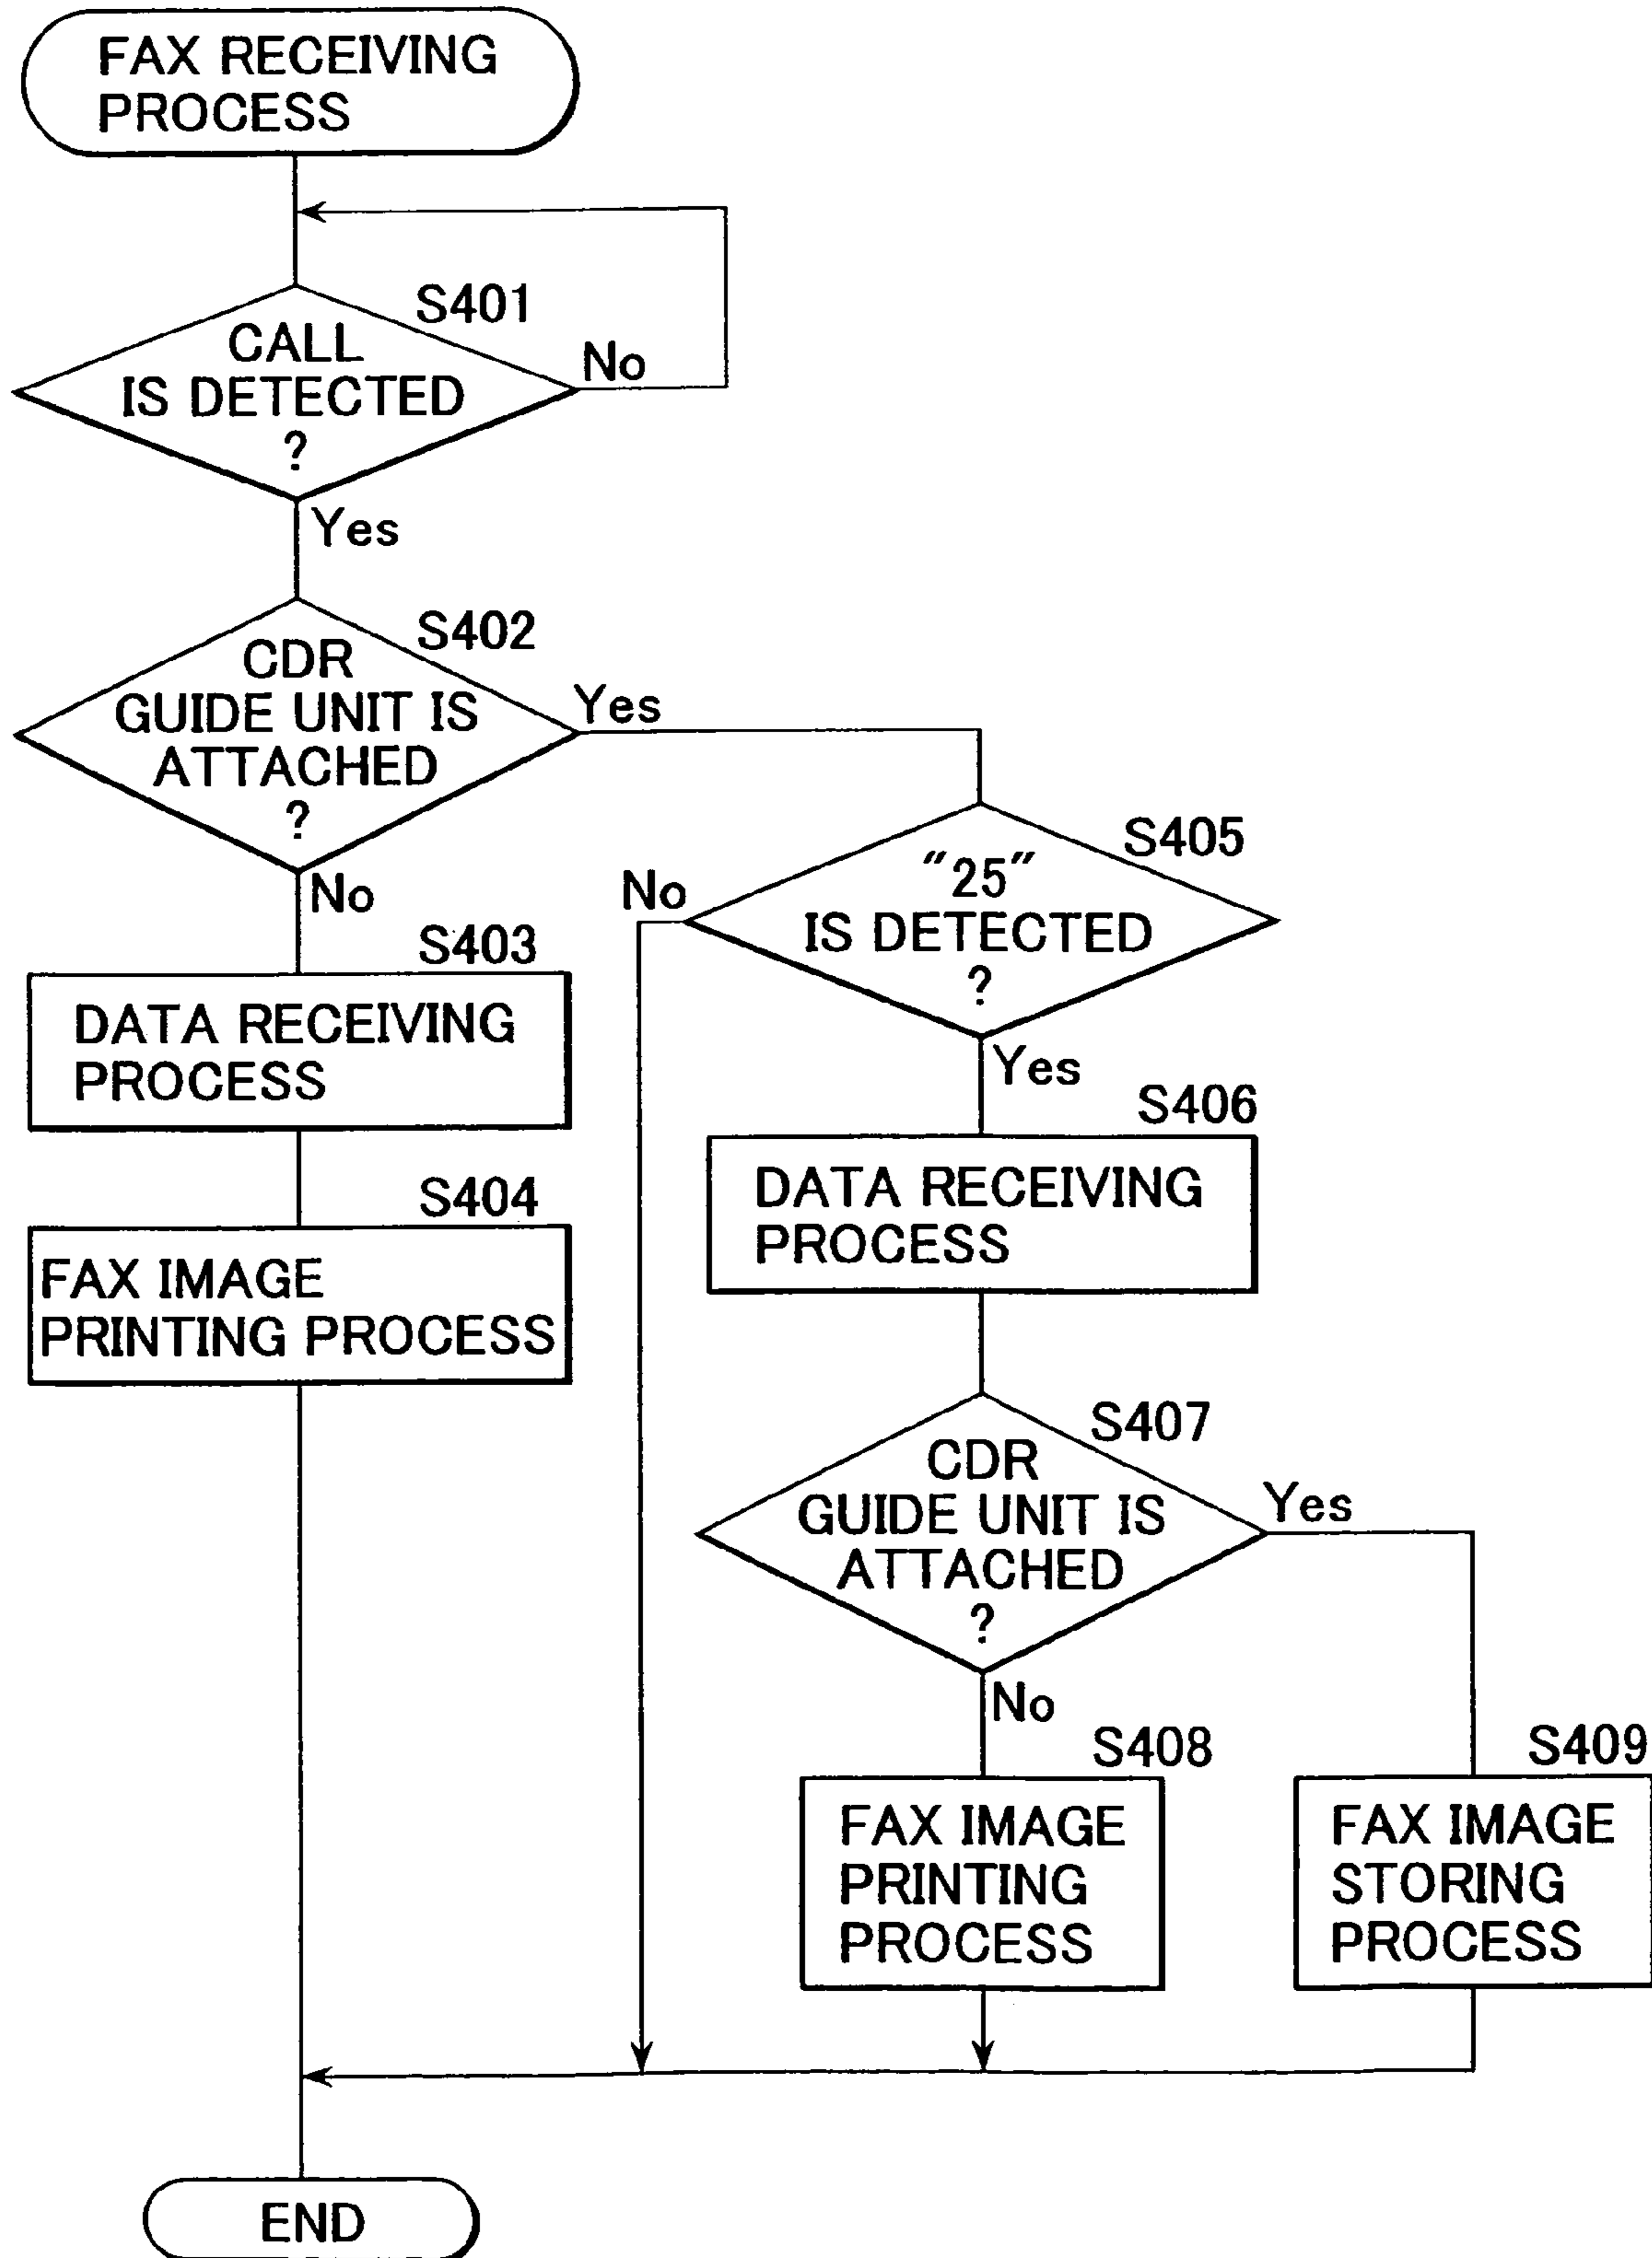 FAX RECEIVING
PROCESS
S401
CALL
IS DETECTED
?
No
Yes
S402
CDR
GUIDE UNIT IS
ATTACHED
?
Yes
No
S403
DATA RECEIVING
PROCESS
S404
FAX IMAGE
PRINTING PROCESS
S405
"25"
IS DETECTED
?
No
Yes
S406
DATA RECEIVING
PROCESS
S407
CDR
GUIDE UNIT IS
ATTACHED
?
Yes
No
S408
FAX IMAGE
PRINTING
PROCESS
S409
FAX IMAGE
STORING
PROCESS
END